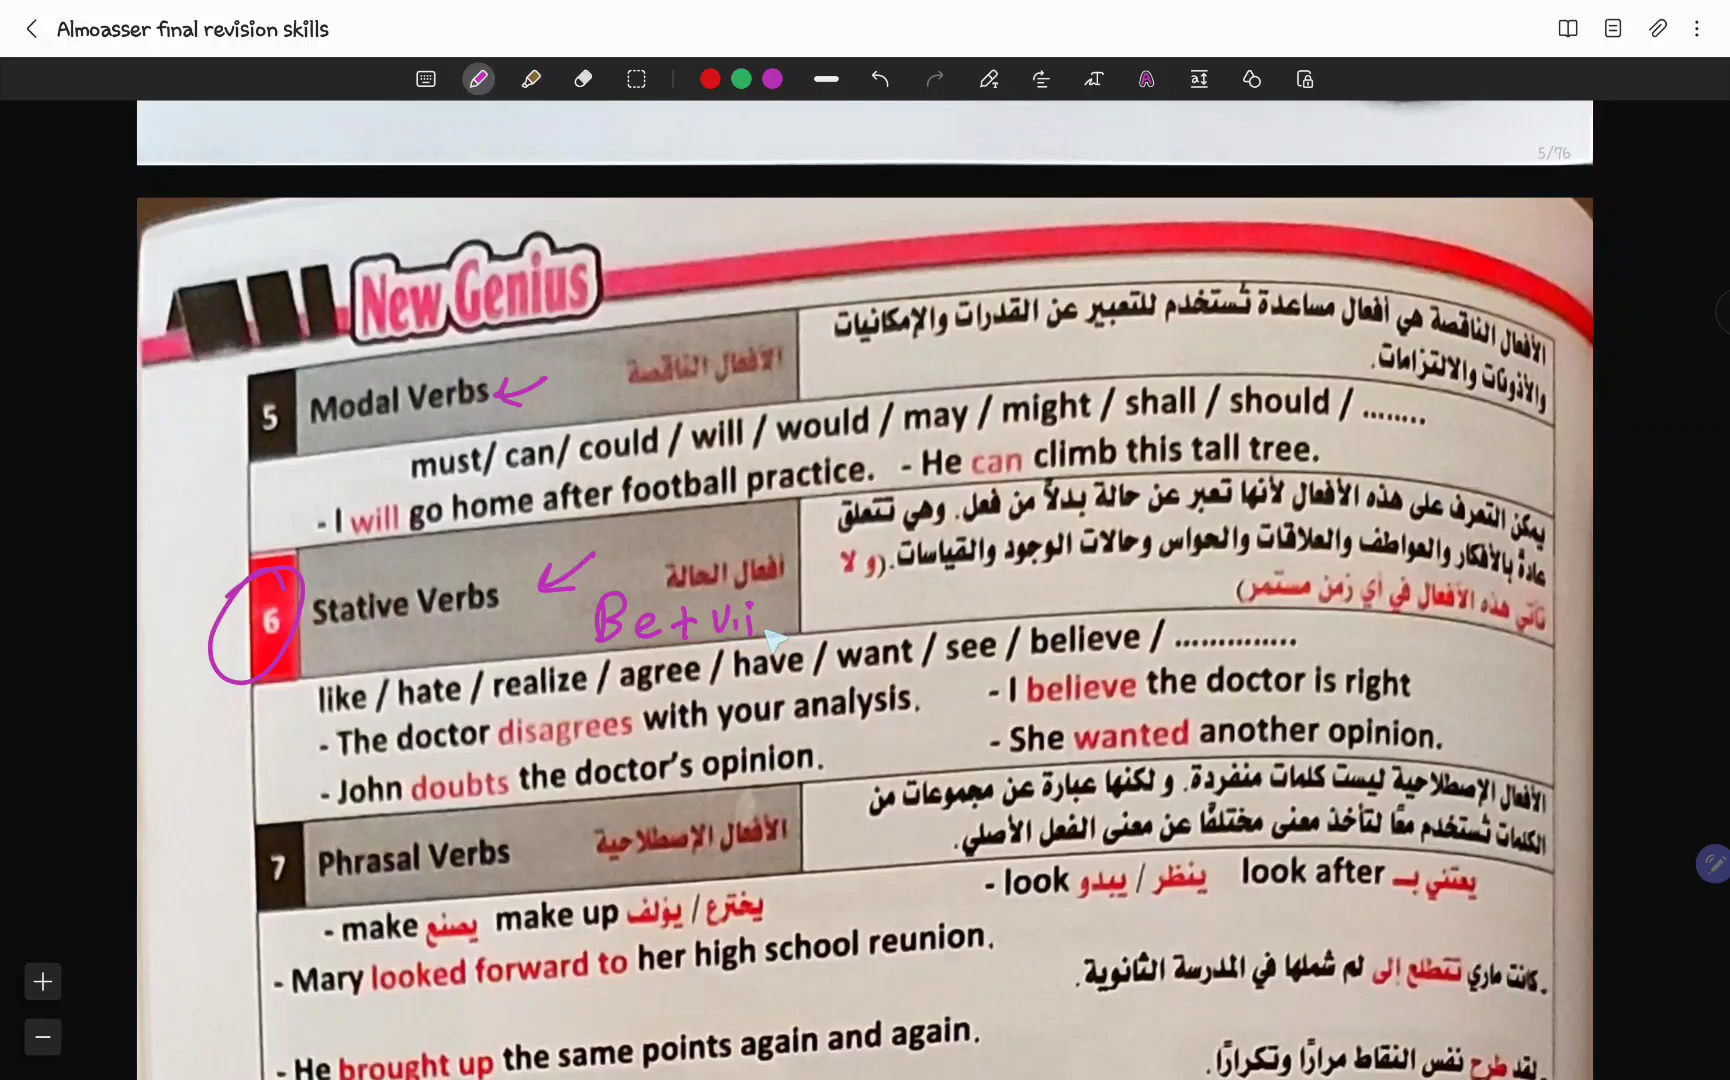 Almoasser final revision skills
5/76
New Genius
5 Modal Verbs الأفعال الناقصة
الأفعال الناقصة هي أفعال مساعدة تُستخدم للتعبير عن القدرات والإمكانيات
والأذونات والالتزامات.
must/ can/ could / will / would / may / might / shall / should / ........
- I will go home after football practice. - He can climb this tall tree.
6 Stative Verbs أفعال الحالة
Be + V.i
يمكن التعرف على هذه الأفعال لأنها تعبر عن حالة بدلاً من فعل. وهي تتعلق
عادةً بالأفكار والعواطف والعلاقات والحواس وحالات الوجود والقياسات. (و لا
تأتي هذه الأفعال في أي زمن مستمر)
like / hate / realize / agree / have / want / see / believe / ..............
- The doctor disagrees with your analysis. - I believe the doctor is right
- John doubts the doctor's opinion. - She wanted another opinion.
7 Phrasal Verbs الأفعال الإصطلاحية
الأفعال الإصطلاحية ليست كلمات منفردة. و لكنها عبارة عن مجموعات من
الكلمات تُستخدم معًا لتأخذ معنى مختلفًا عن معنى الفعل الأصلي.
- make يصنع make up يخترع / يؤلف - look ينظر / يبدو look after يعتني بـ
- Mary looked forward to her high school reunion.
كانت ماري تتطلع إلى لم شملها في المدرسة الثانوية.
- He brought up the same points again and again.
لقد طرح نفس النقاط مرارًا وتكرارًا.